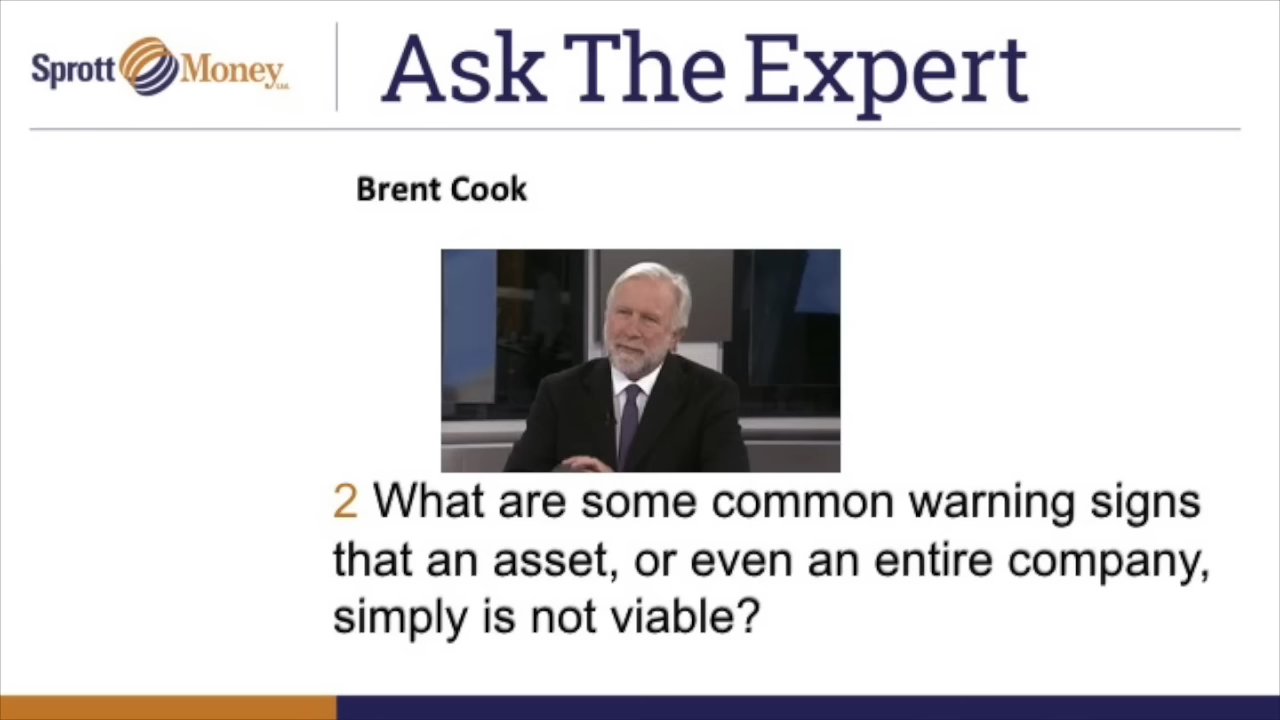 Sprott Money Ltd.
Ask The Expert
Brent Cook
2 What are some common warning signs
that an asset, or even an entire company,
simply is not viable?